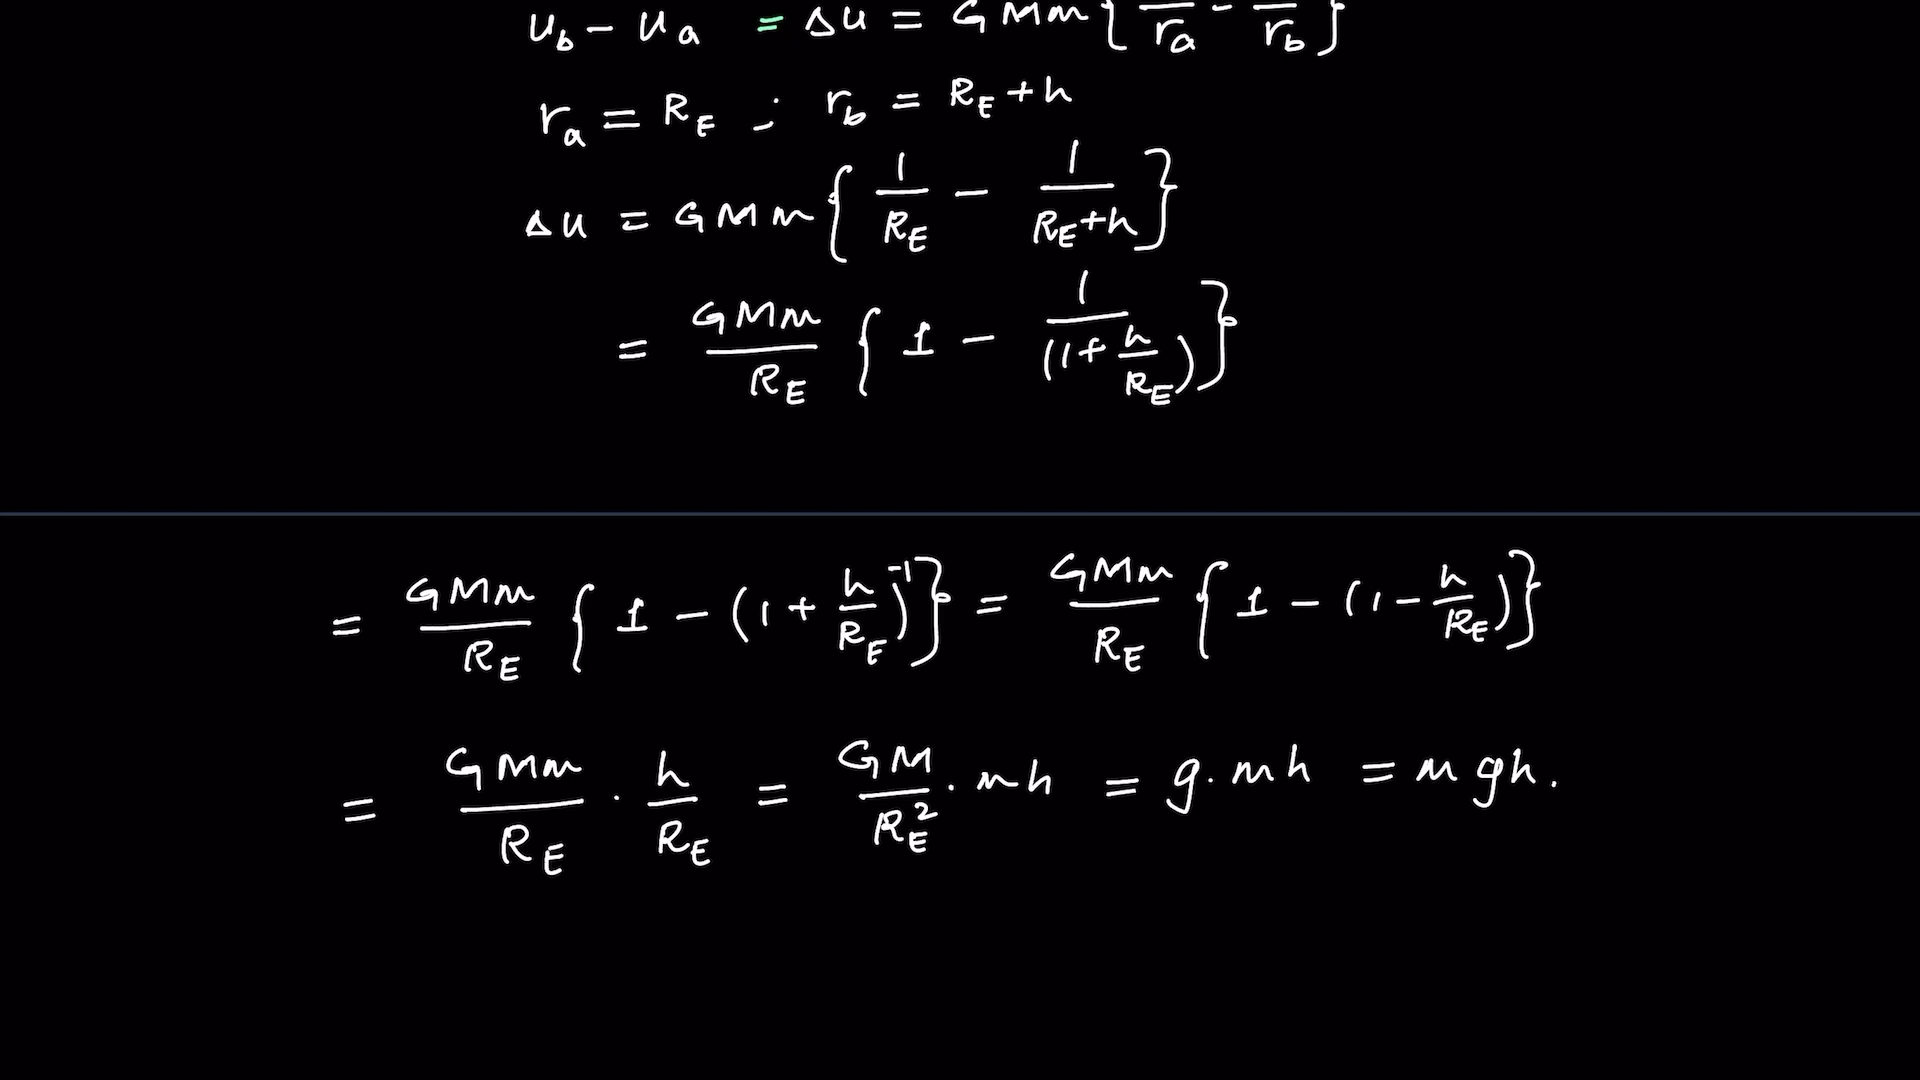 U_b - U_a = ΔU = GMm { 1/r_a - 1/r_b }
r_a = R_E ; r_b = R_E + h
ΔU = GMm { 1/R_E - 1/(R_E+h) }
= GMm/R_E { 1 - 1/(1 + h/R_E) }
= GMm/R_E { 1 - (1 + h/R_E)^-1 } = GMm/R_E { 1 - (1 - h/R_E) }
= GMm/R_E · h/R_E = GM/R_E^2 · mh = g.mh = mgh.